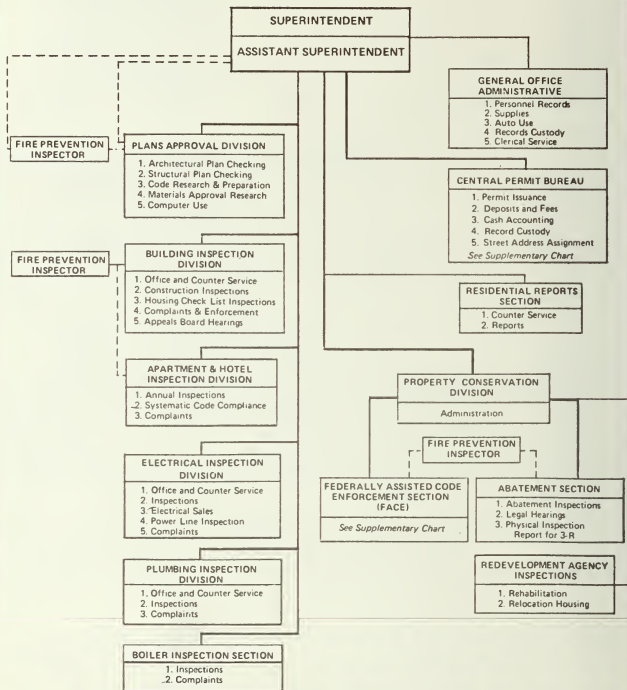 SUPERINTENDENT
ASSISTANT SUPERINTENDENT
GENERAL OFFICE
ADMINISTRATIVE
1. Personnel Records
2. Supplies
3. Auto Use
4 Records Custody
5. Clerical Service
FIRE PREVENTION
INSPECTOR
PLANS APPROVAL DIVISION
1. Architectural Plan Checking
2. Structural Plan Checking
3. Code Research & Preparation
4. Materials Approval Research
5. Computer Use
CENTRAL PERMIT BUREAU
1. Permit Issuance
2. Deposits and Fees
3. Cash Accounting
4. Record Custody
5. Street Address Assignment
See Supplementary Chart
FIRE PREVENTION
INSPECTOR
BUILDING INSPECTION
DIVISION
1. Office and Counter Service
2. Construction Inspections
3. Housing Check List Inspections
4. Complaints & Enforcement
5. Appeals Board Hearings
RESIDENTIAL REPORTS
SECTION
1. Counter Service
2. Reports
APARTMENT & HOTEL
INSPECTION DIVISION
1. Annual Inspections
2. Systematic Code Compliance
3. Complaints
PROPERTY CONSERVATION
DIVISION
Administration
FIRE PREVENTION
INSPECTOR
ELECTRICAL INSPECTION
DIVISION
1. Office and Counter Service
2. Inspections
3. Electrical Sales
4. Power Line Inspection
5. Complaints
FEDERALLY ASSISTED CODE
ENFORCEMENT SECTION
(FACE)
See Supplementary Chart
ABATEMENT SECTION
1. Abatement Inspections
2. Legal Hearings
3. Physical Inspection
Report for 3-R
PLUMBING INSPECTION
DIVISION
1. Office and Counter Service
2. Inspections
3. Complaints
REDEVELOPMENT AGENCY
INSPECTIONS
1. Rehabilitation
2. Relocation Housing
BOILER INSPECTION SECTION
1. Inspections
2. Complaints